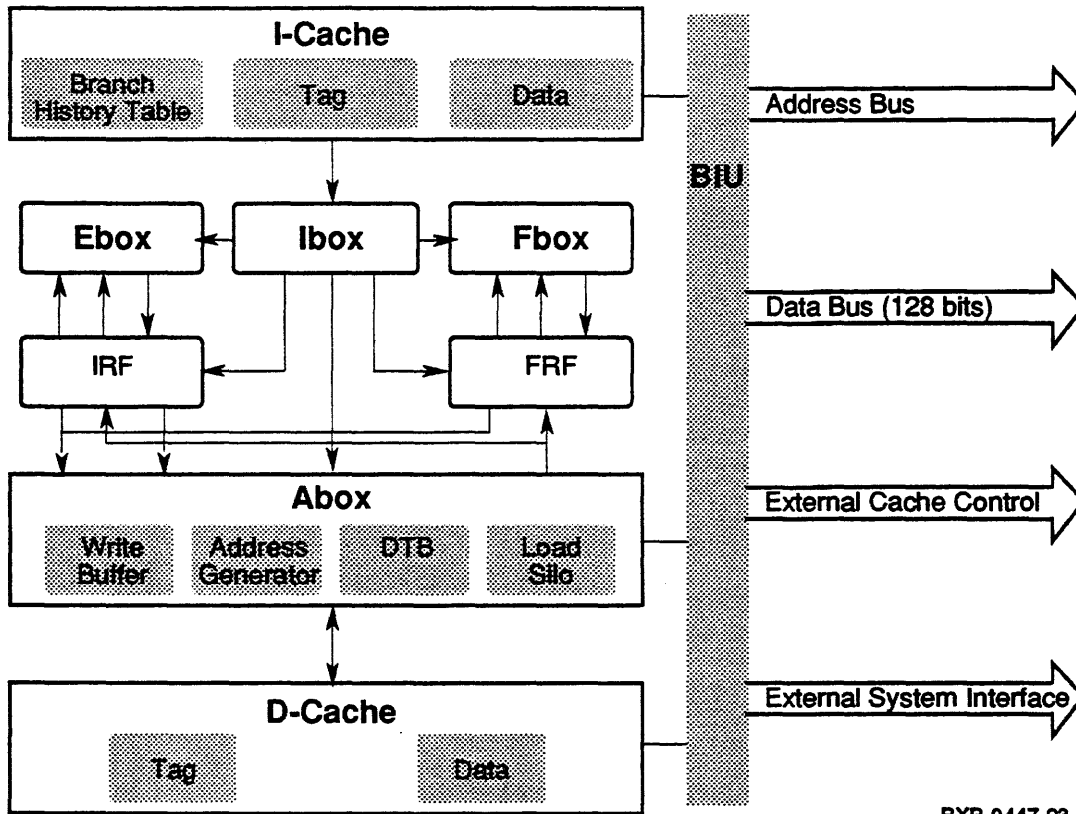 I-Cache
Branch
History Table
Tag
Data
BIU
Address Bus
Ebox
Ibox
Fbox
Data Bus (128 bits)
IRF
FRF
Abox
Write
Buffer
Address
Generator
DTB
Load
Silo
External Cache Control
D-Cache
Tag
Data
External System Interface